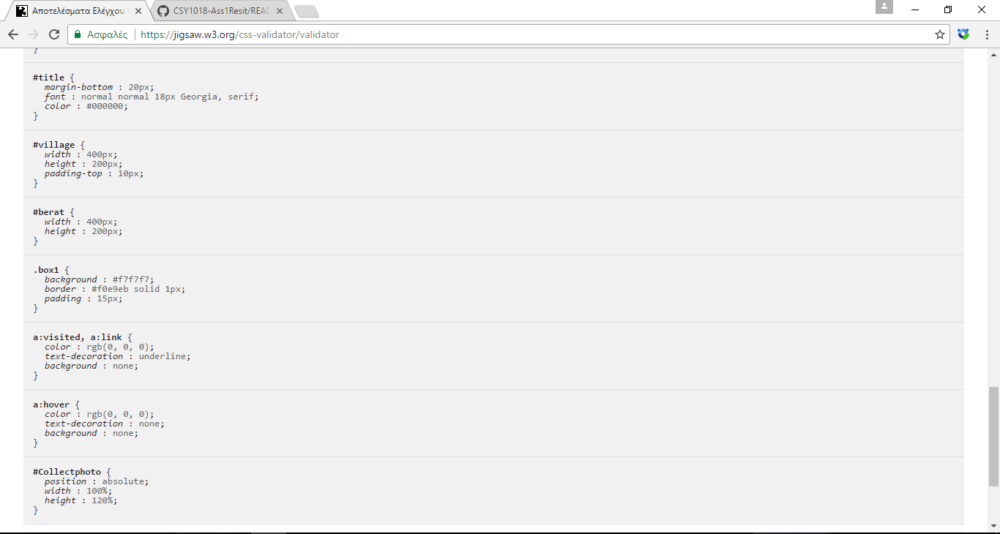 Αποτελέσματα Ελέγχου
CSY1018-Ass1Resit/READ
Ασφαλές
https://jigsaw.w3.org/css-validator/validator
}
#title {
margin-bottom : 20px;
font : normal normal 18px Georgia, serif;
color : #000000;
}
#village {
width : 400px;
height : 200px;
padding-top : 10px;
}
#berat {
width : 400px;
height : 200px;
}
.box1 {
background : #f7f7f7;
border : #f0e9eb solid 1px;
padding : 15px;
}
a:visited, a:link {
color : rgb(0, 0, 0);
text-decoration : underline;
background : none;
}
a:hover {
color : rgb(0, 0, 0);
text-decoration : none;
background : none;
}
#Collectphoto {
position : absolute;
width : 100%;
height : 120%;
}